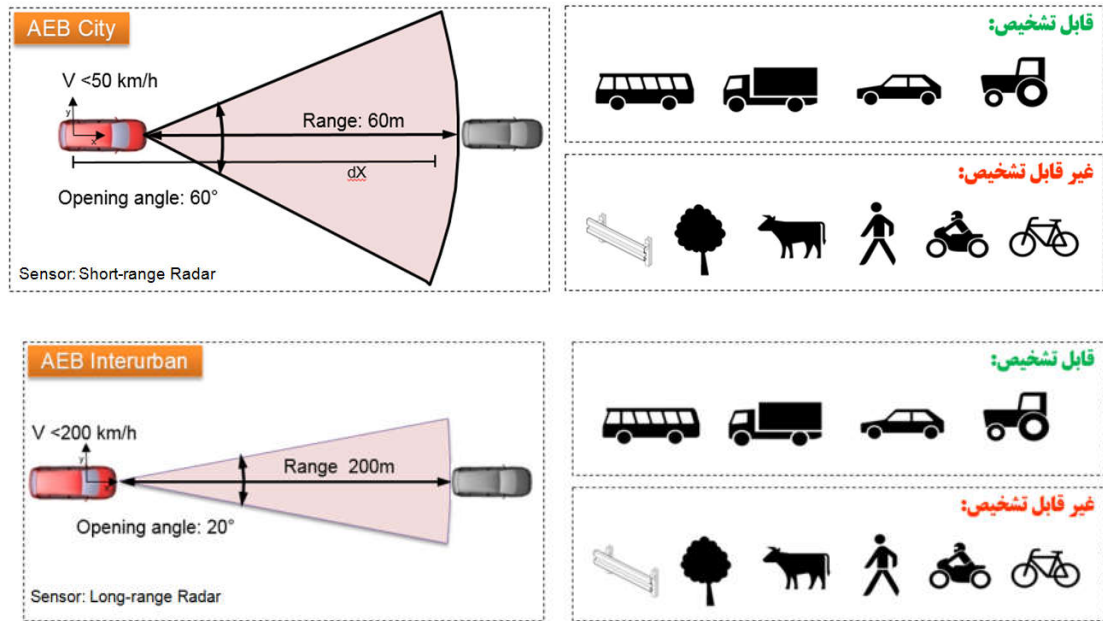 AEB City
V <50 km/h
y
x
Range: 60m
dX
Opening angle: 60°
Sensor: Short-range Radar
قابل تشخیص:
غیر قابل تشخیص:
AEB Interurban
V <200 km/h
y
x
Range 200m
Opening angle: 20°
Sensor: Long-range Radar
قابل تشخیص:
غیر قابل تشخیص: